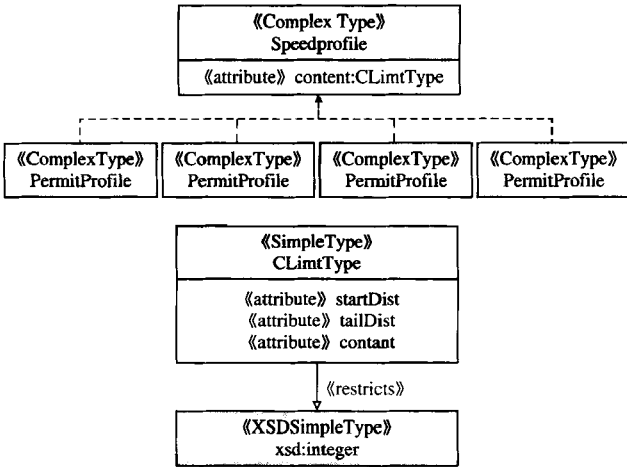 《Complex Type》
Speedprofile
《attribute》 content:CLimtType
《ComplexType》 《ComplexType》 《ComplexType》 《ComplexType》
PermitProfile PermitProfile PermitProfile PermitProfile
《SimpleType》
CLimtType
《attribute》 startDist
《attribute》 tailDist
《attribute》 contant
《restricts》
《XSDSimpleType》
xsd:integer